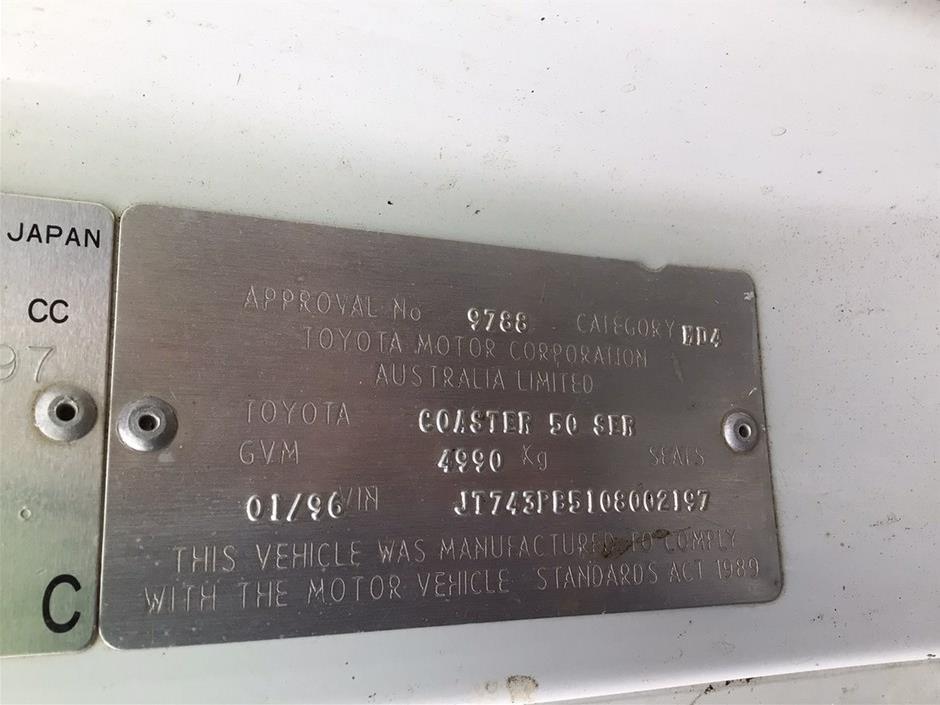 JAPAN
CC
97
C
APPROVAL No 9788 CATEGORY MD4
TOYOTA MOTOR CORPORATION
AUSTRALIA LIMITED
TOYOTA COASTER 50 SER
GVM 4990 Kg SEATS
01/96 VIN JT743PB5108002197
THIS VEHICLE WAS MANUFACTURED TO COMPLY
WITH THE MOTOR VEHICLE STANDARDS ACT 1989